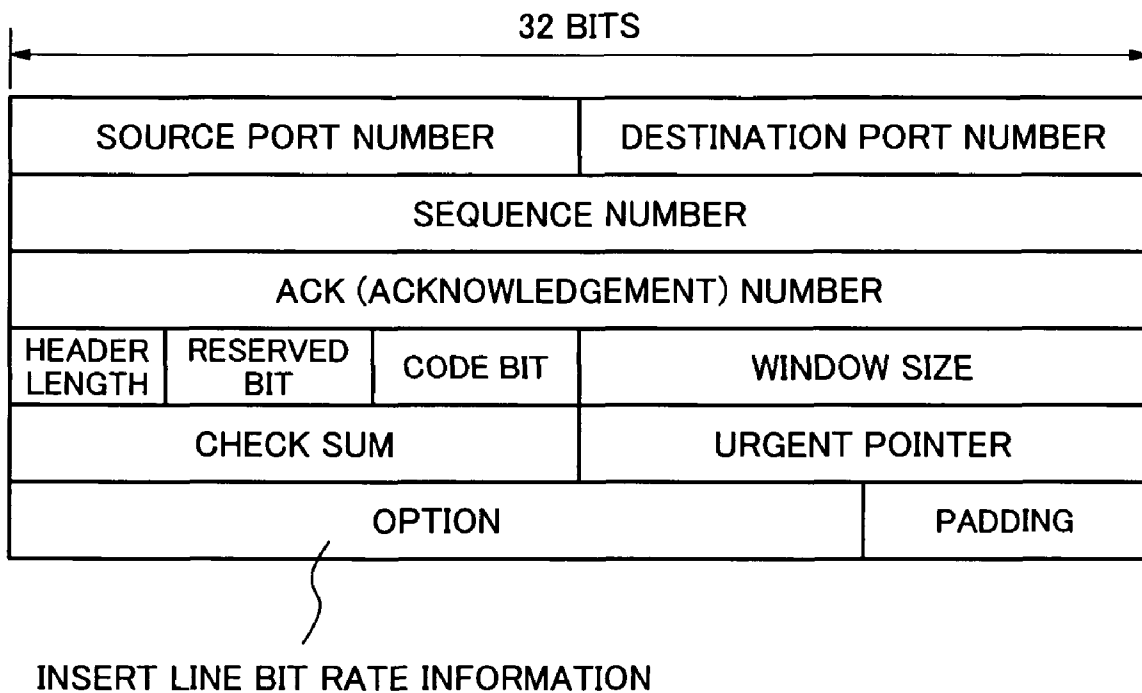 32 BITS
SOURCE PORT NUMBER
DESTINATION PORT NUMBER
SEQUENCE NUMBER
ACK (ACKNOWLEDGEMENT) NUMBER
HEADER
LENGTH
RESERVED
BIT
CODE BIT
WINDOW SIZE
CHECK SUM
URGENT POINTER
OPTION
PADDING
INSERT LINE BIT RATE INFORMATION